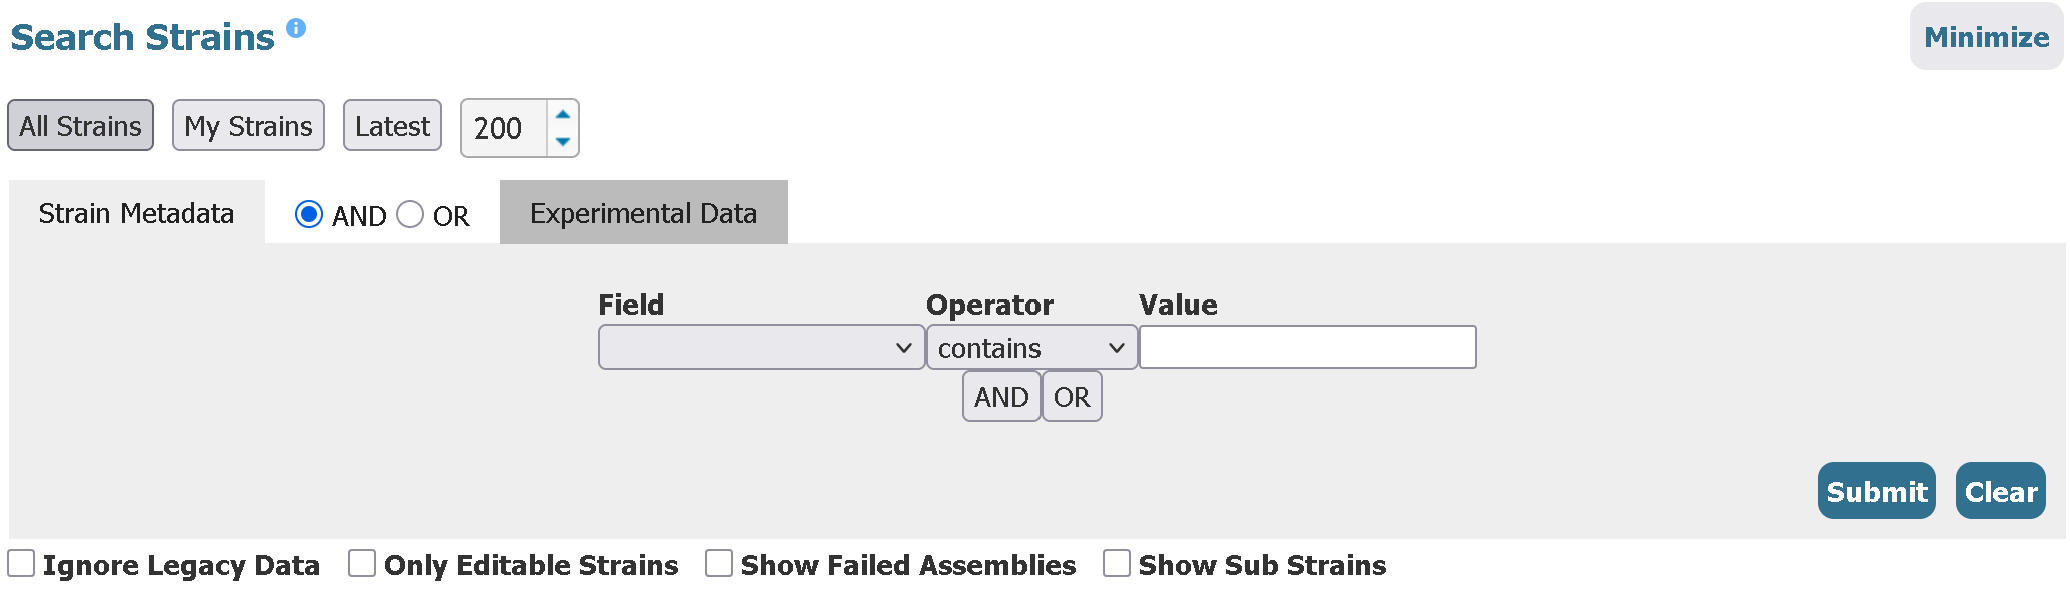 Search Strains
Minimize
All Strains My Strains Latest 200
Strain Metadata AND OR Experimental Data
Field Operator Value
contains
AND OR
Submit Clear
Ignore Legacy Data Only Editable Strains Show Failed Assemblies Show Sub Strains